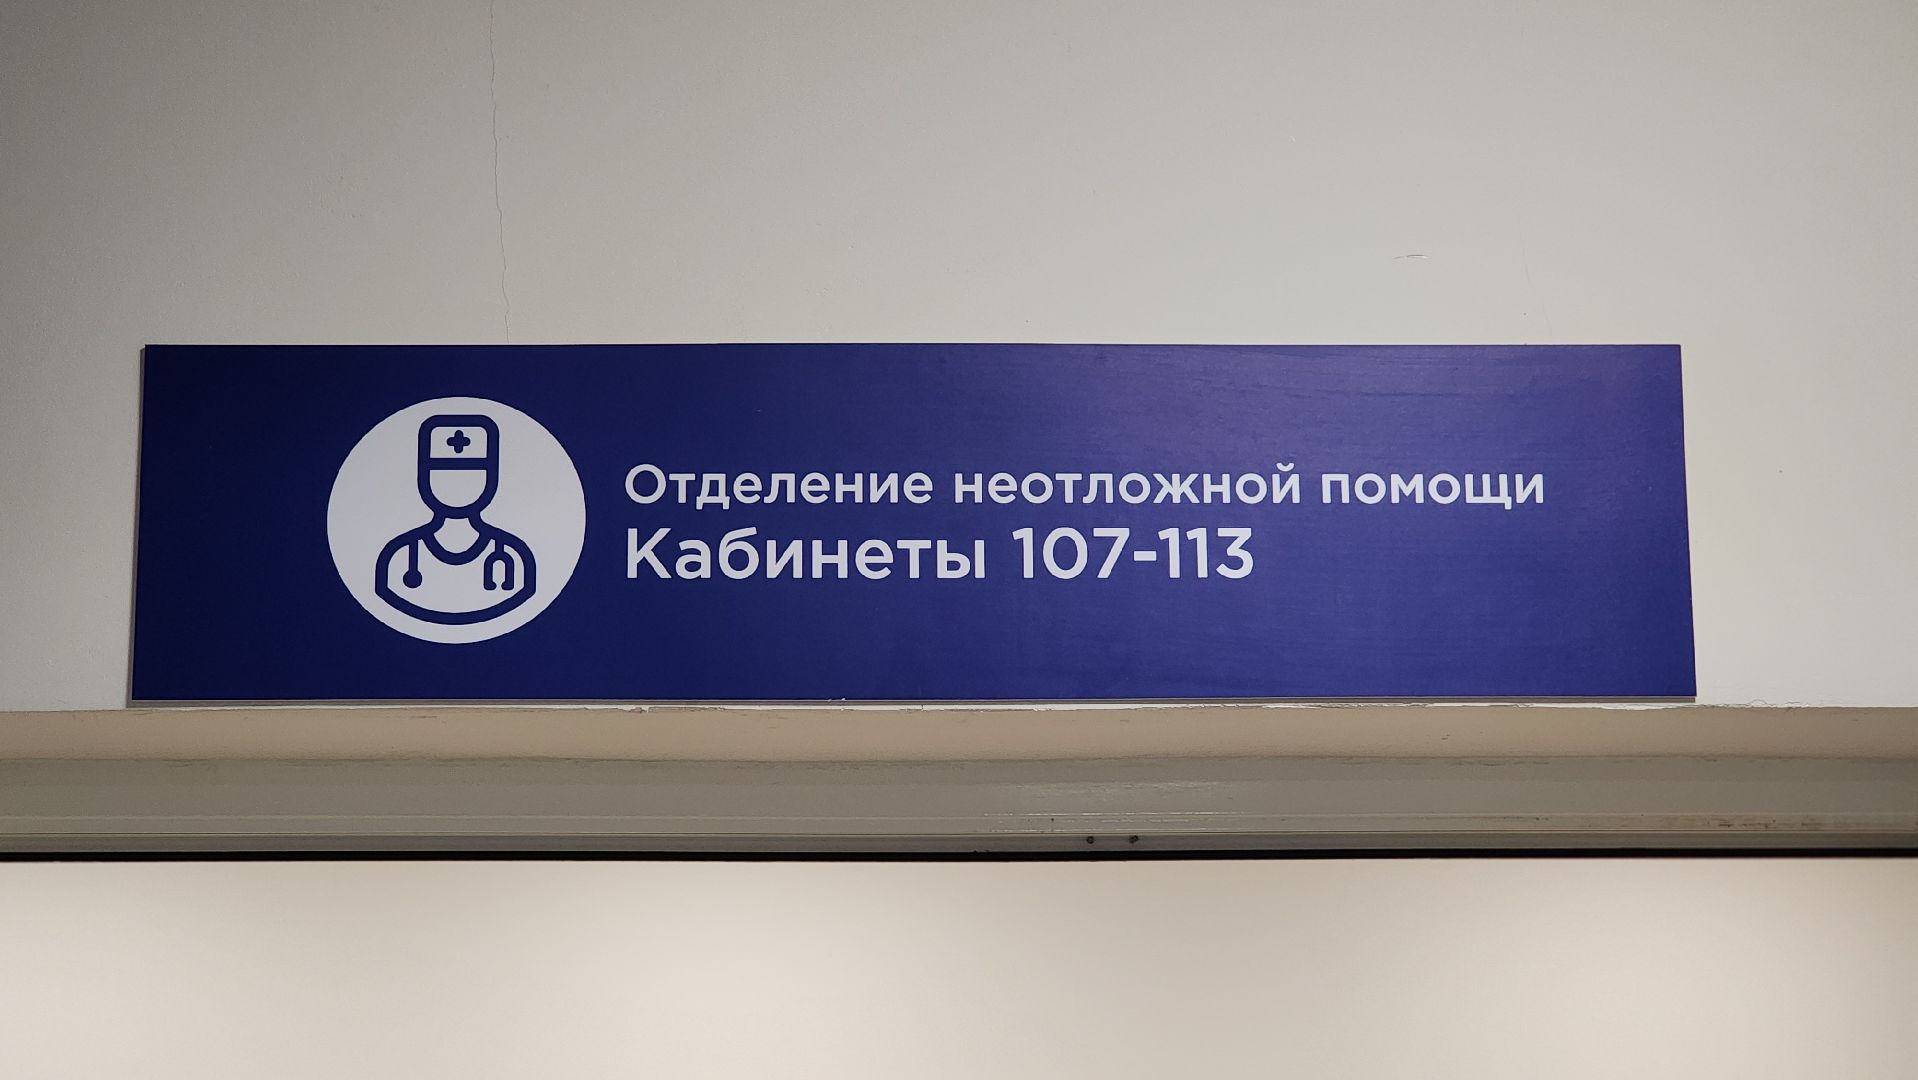 Отделение неотложной помощи
Кабинеты 107-113